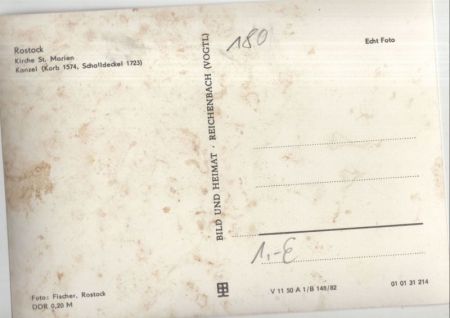 Rostock
Kirche St. Marien
Kanzel (Korb 1574, Schalldeckel 1723)
180
Echt Foto
BILD UND HEIMAT · REICHENBACH (VOGTL)
1,-€
Foto: Fischer, Rostock
DDR 0,20 M
V 11 50 A 1/B 148/82
01 01 31 214